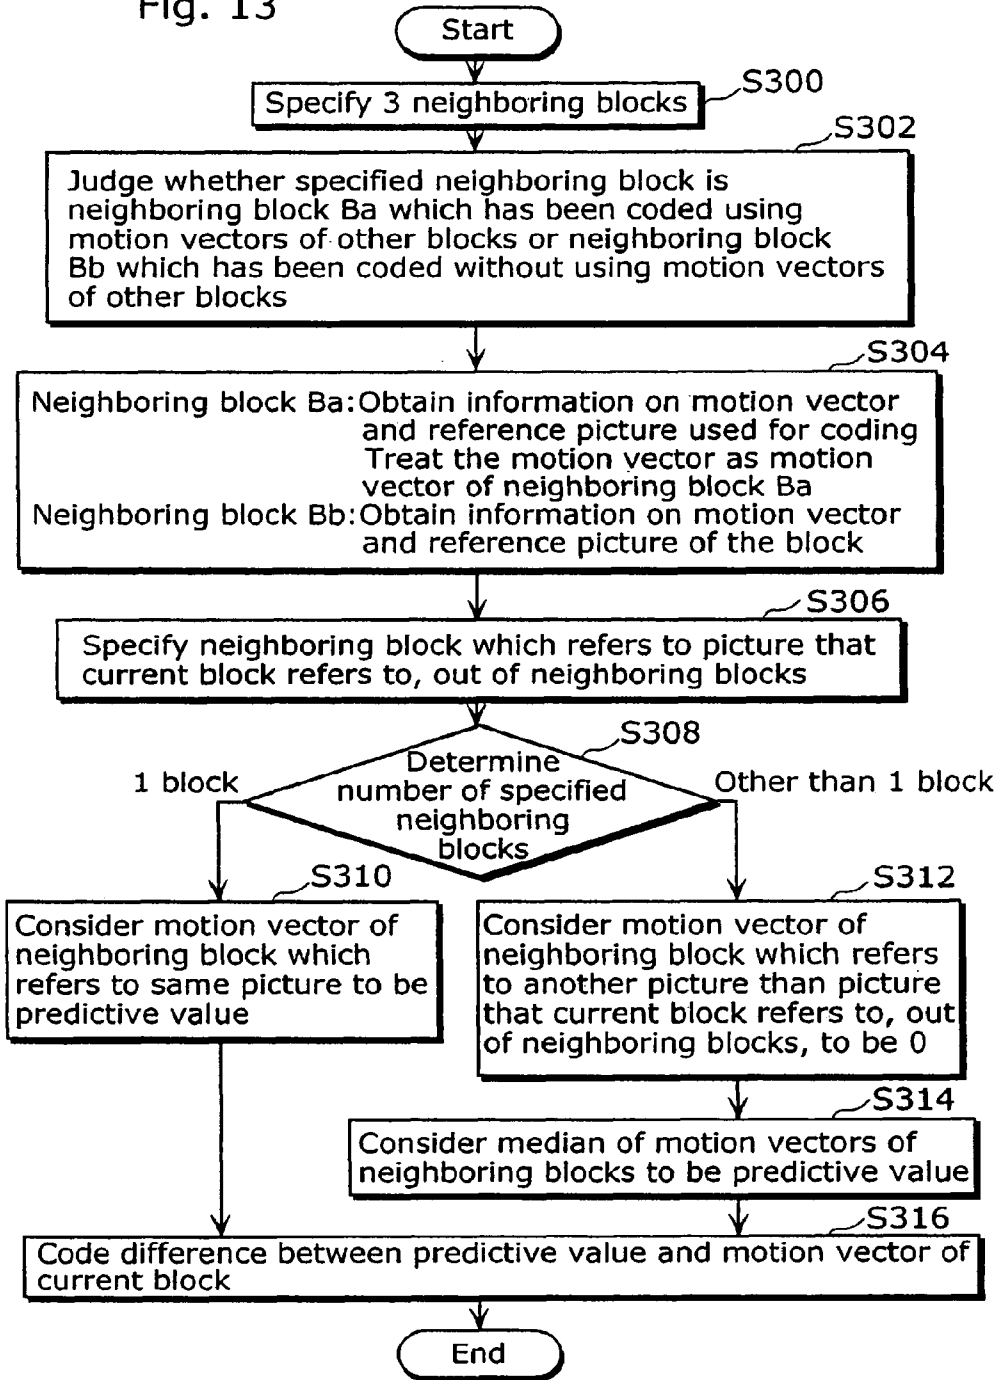 Fig. 13
Start
S300
Specify 3 neighboring blocks
S302
Judge whether specified neighboring block is
neighboring block Ba which has been coded using
motion vectors of other blocks or neighboring block
Bb which has been coded without using motion vectors
of other blocks
S304
Neighboring block Ba: Obtain information on motion vector
and reference picture used for coding
Treat the motion vector as motion
vector of neighboring block Ba
Neighboring block Bb: Obtain information on motion vector
and reference picture of the block
S306
Specify neighboring block which refers to picture that
current block refers to, out of neighboring blocks
S308
Determine
number of specified
neighboring
blocks
1 block
Other than 1 block
S310
Consider motion vector of
neighboring block which
refers to same picture to be
predictive value
S312
Consider motion vector of
neighboring block which refers
to another picture than picture
that current block refers to, out
of neighboring blocks, to be 0
S314
Consider median of motion vectors of
neighboring blocks to be predictive value
S316
Code difference between predictive value and motion vector of
current block
End